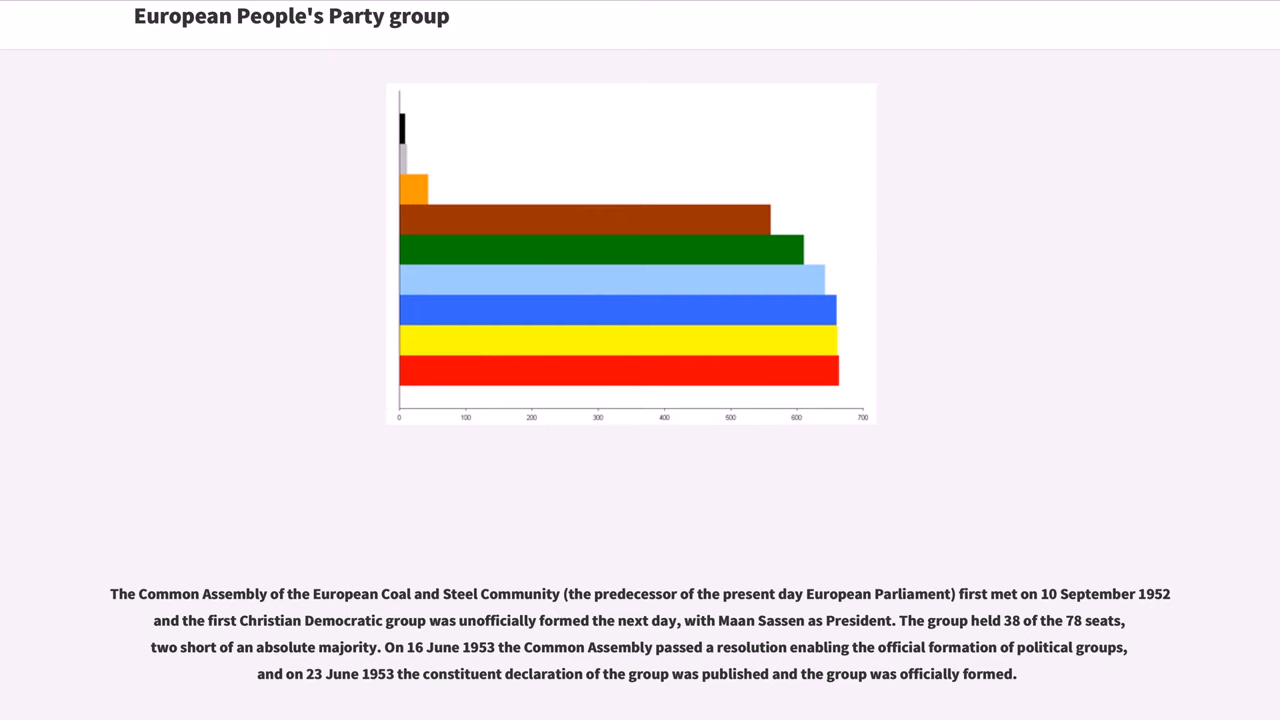 European People's Party group
0 100 200 300 400 500 600 700
The Common Assembly of the European Coal and Steel Community (the predecessor of the present day European Parliament) first met on 10 September 1952
and the first Christian Democratic group was unofficially formed the next day, with Maan Sassen as President. The group held 38 of the 78 seats,
two short of an absolute majority. On 16 June 1953 the Common Assembly passed a resolution enabling the official formation of political groups,
and on 23 June 1953 the constituent declaration of the group was published and the group was officially formed.